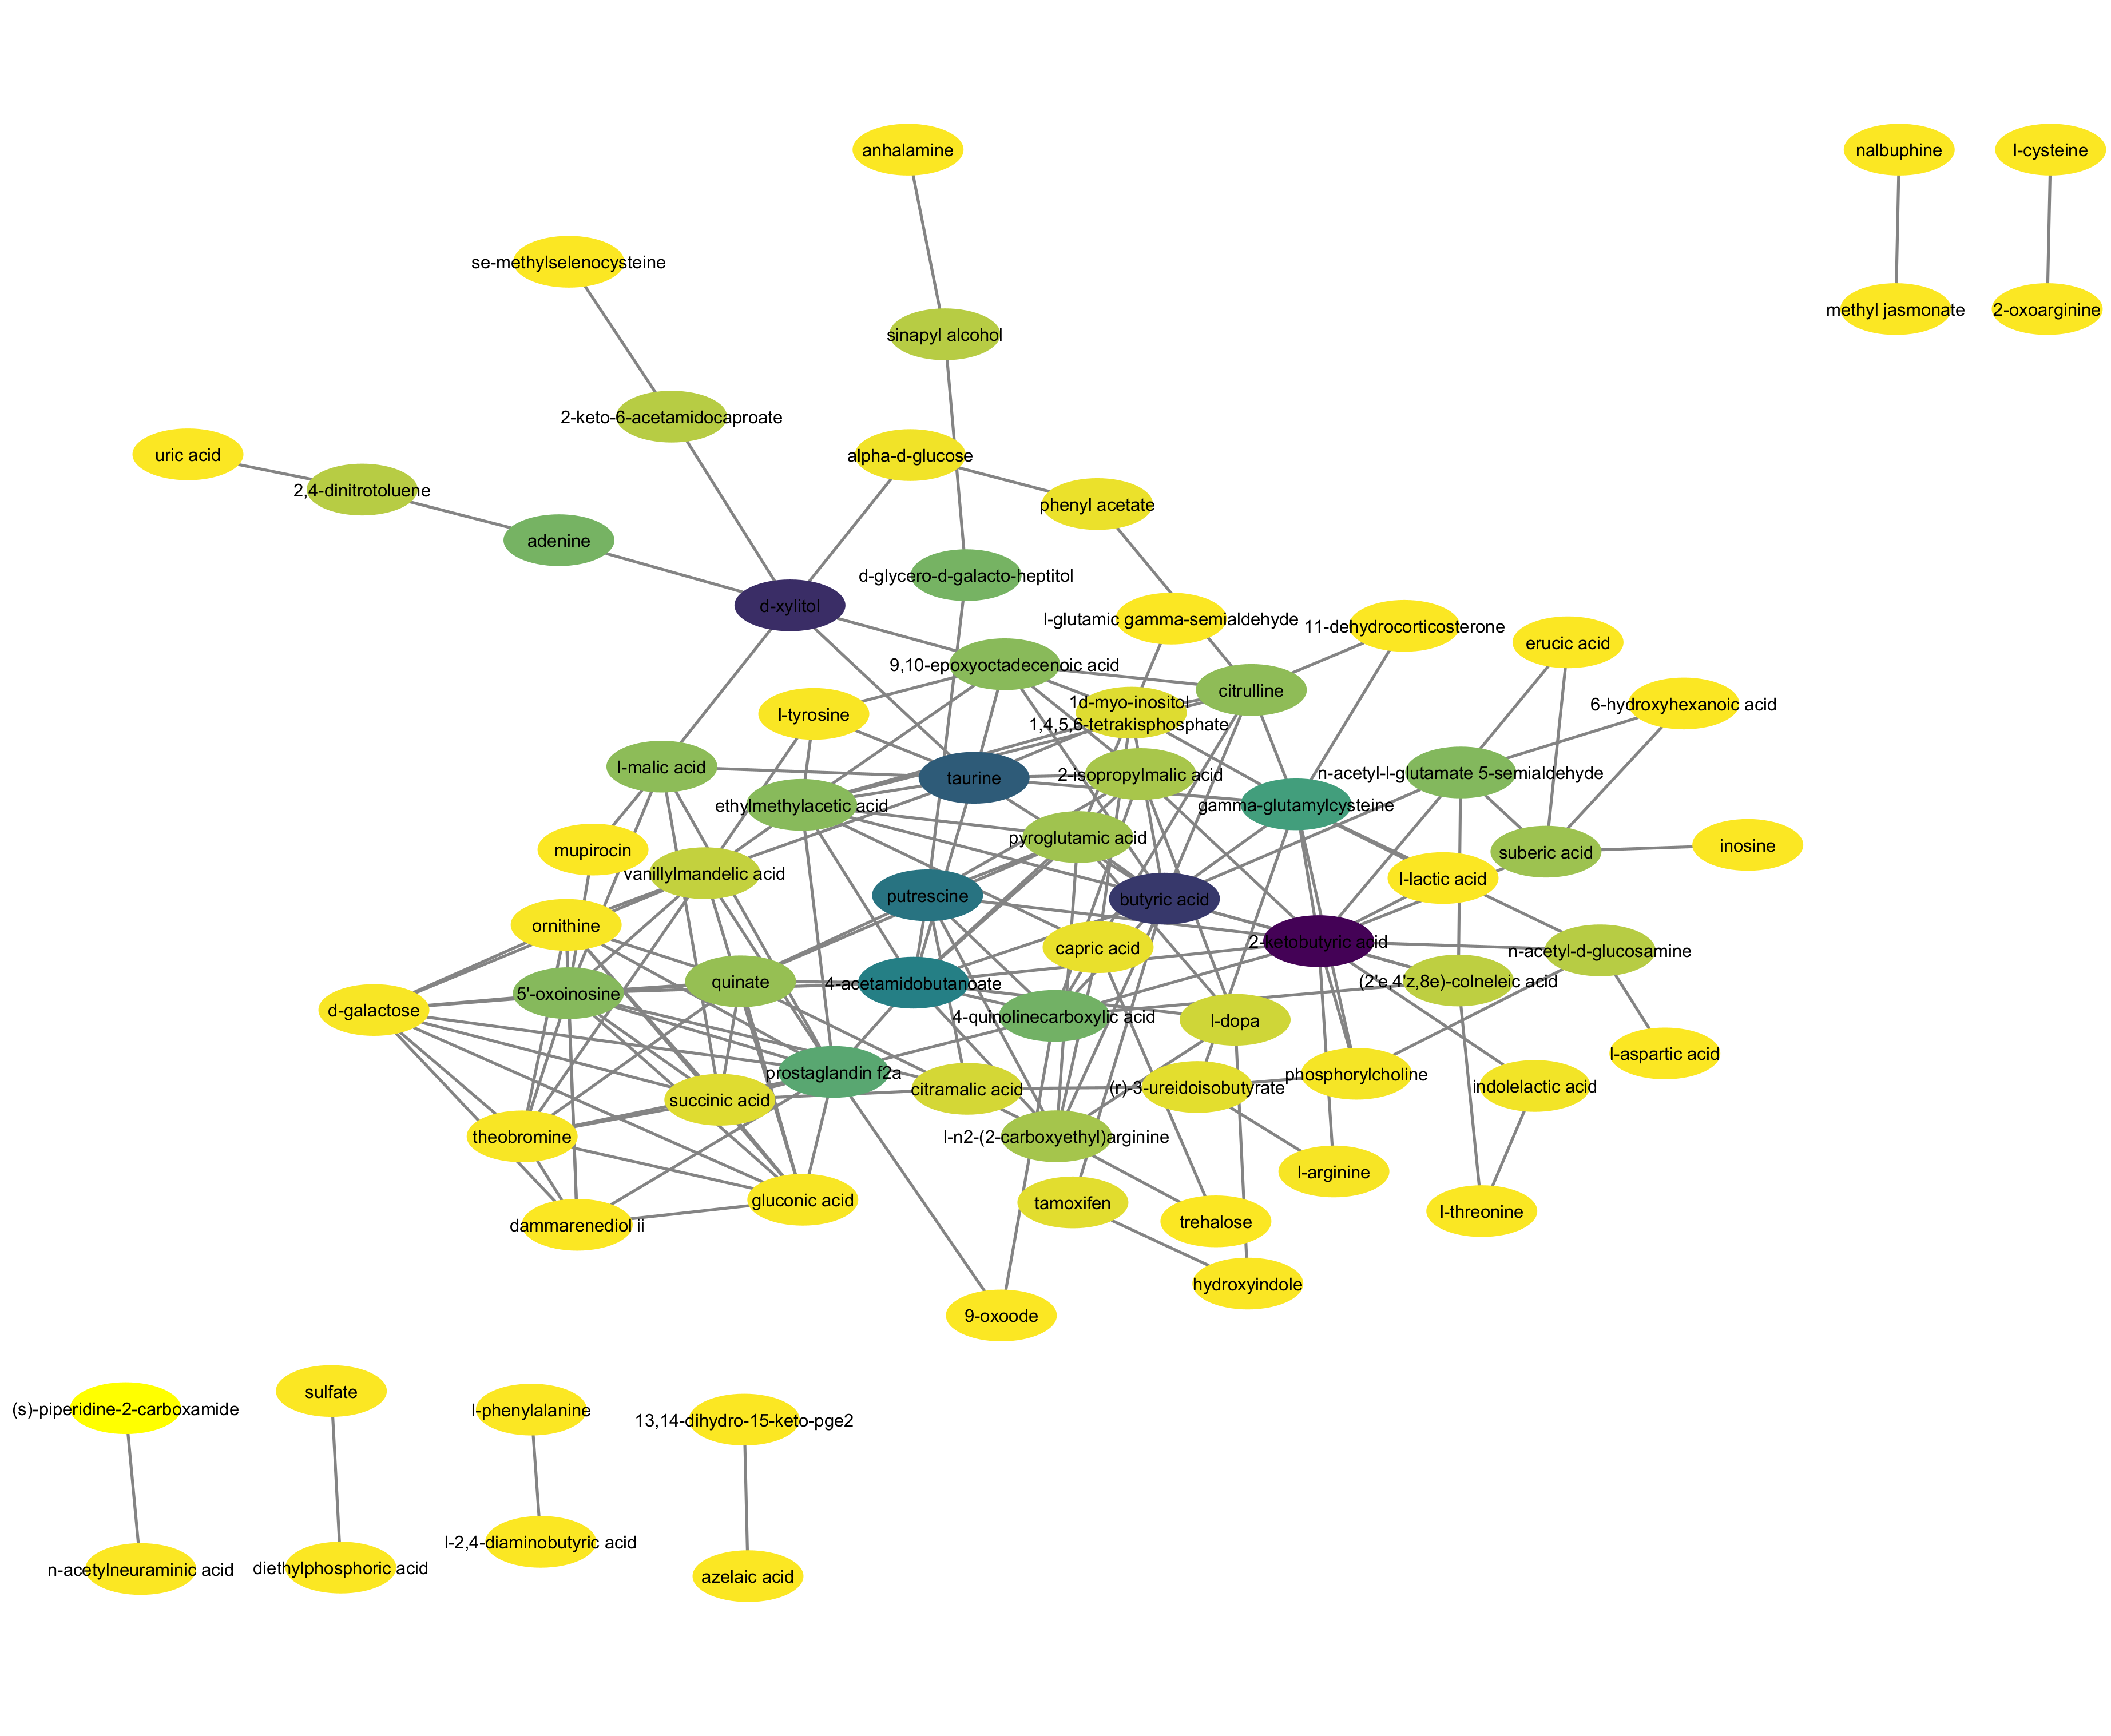 anhalamine
nalbuphine
l-cysteine
se-methylselenocysteine
methyl jasmonate
2-oxoarginine
sinapyl alcohol
2-keto-6-acetamidocaproate
uric acid
alpha-d-glucose
2,4-dinitrotoluene
phenyl acetate
adenine
d-glycero-d-galacto-heptitol
d-xylitol
l-glutamic gamma-semialdehyde
11-dehydrocorticosterone
erucic acid
9,10-epoxyoctadecenoic acid
citrulline
1d-myo-inositol
1,4,5,6-tetrakisphosphate
6-hydroxyhexanoic acid
l-tyrosine
l-malic acid
taurine
2-isopropylmalic acid
n-acetyl-l-glutamate 5-semialdehyde
ethylmethylacetic acid
gamma-glutamylcysteine
pyroglutamic acid
mupirocin
suberic acid
inosine
vanillylmandelic acid
l-lactic acid
putrescine
butyric acid
ornithine
2-ketobutyric acid
capric acid
n-acetyl-d-glucosamine
quinate
4-acetamidobutanoate
(2'e,4'z,8e)-colneleic acid
5'-oxoinosine
d-galactose
4-quinolinecarboxylic acid
l-dopa
l-aspartic acid
prostaglandin f2a
phosphorylcholine
indolelactic acid
citramalic acid
(r)-3-ureidoisobutyrate
succinic acid
theobromine
l-n2-(2-carboxyethyl)arginine
l-arginine
gluconic acid
tamoxifen
l-threonine
dammarenediol ii
trehalose
hydroxyindole
9-oxoode
sulfate
(s)-piperidine-2-carboxamide
l-phenylalanine
13,14-dihydro-15-keto-pge2
l-2,4-diaminobutyric acid
n-acetylneuraminic acid
diethylphosphoric acid
azelaic acid